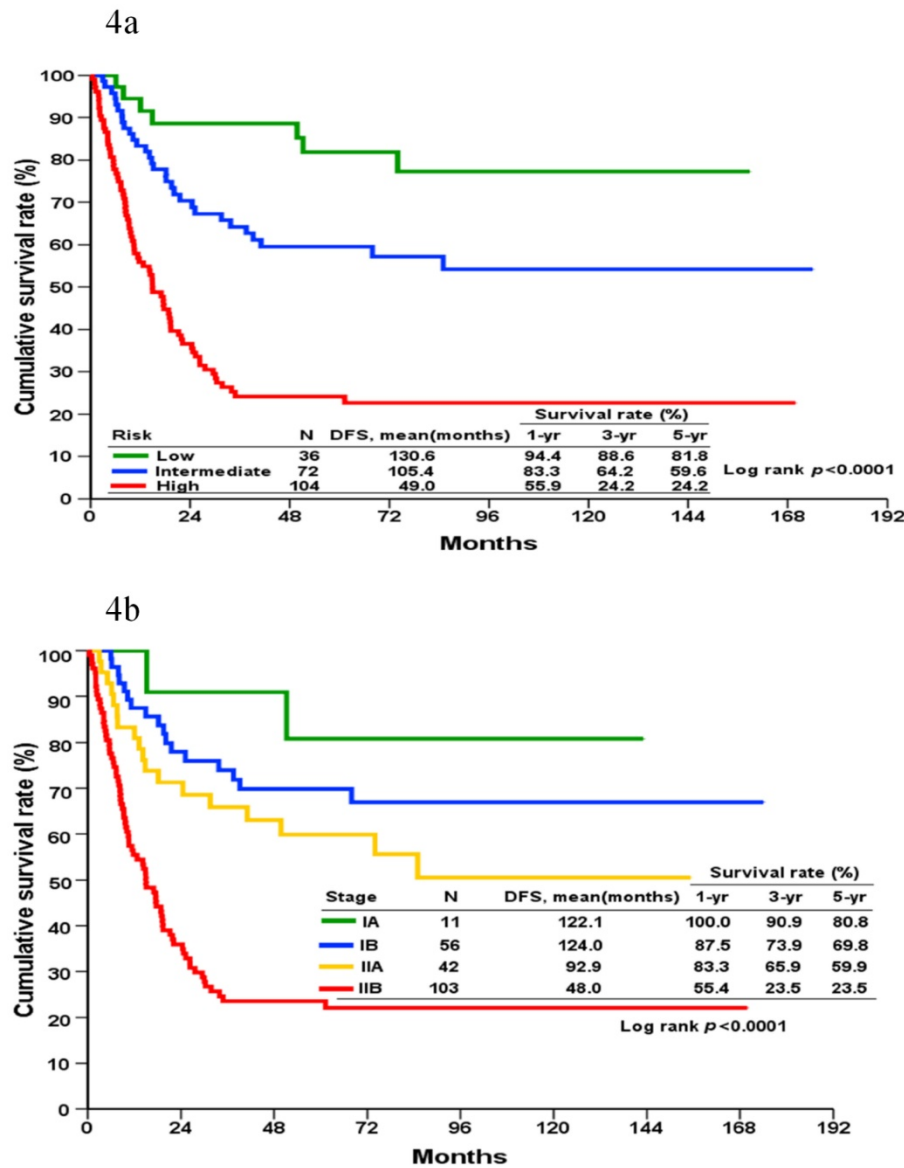 4a
Cumulative survival rate (%)
100
90
80
70
60
50
40
30
20
10
0
Survival rate (%)
Risk N DFS, mean(months) 1-yr 3-yr 5-yr
Low 36 130.6 94.4 88.6 81.8
Intermediate 72 105.4 83.3 64.2 59.6
High 104 49.0 55.9 24.2 24.2
Log rank p<0.0001
0 24 48 72 96 120 144 168 192
Months
4b
Cumulative survival rate (%)
100
90
80
70
60
50
40
30
20
10
0
Survival rate (%)
Stage N DFS, mean(months) 1-yr 3-yr 5-yr
IA 11 122.1 100.0 90.9 80.8
IB 56 124.0 87.5 73.9 69.8
IIA 42 92.9 83.3 65.9 59.9
IIB 103 48.0 55.4 23.5 23.5
Log rank p<0.0001
0 24 48 72 96 120 144 168 192
Months